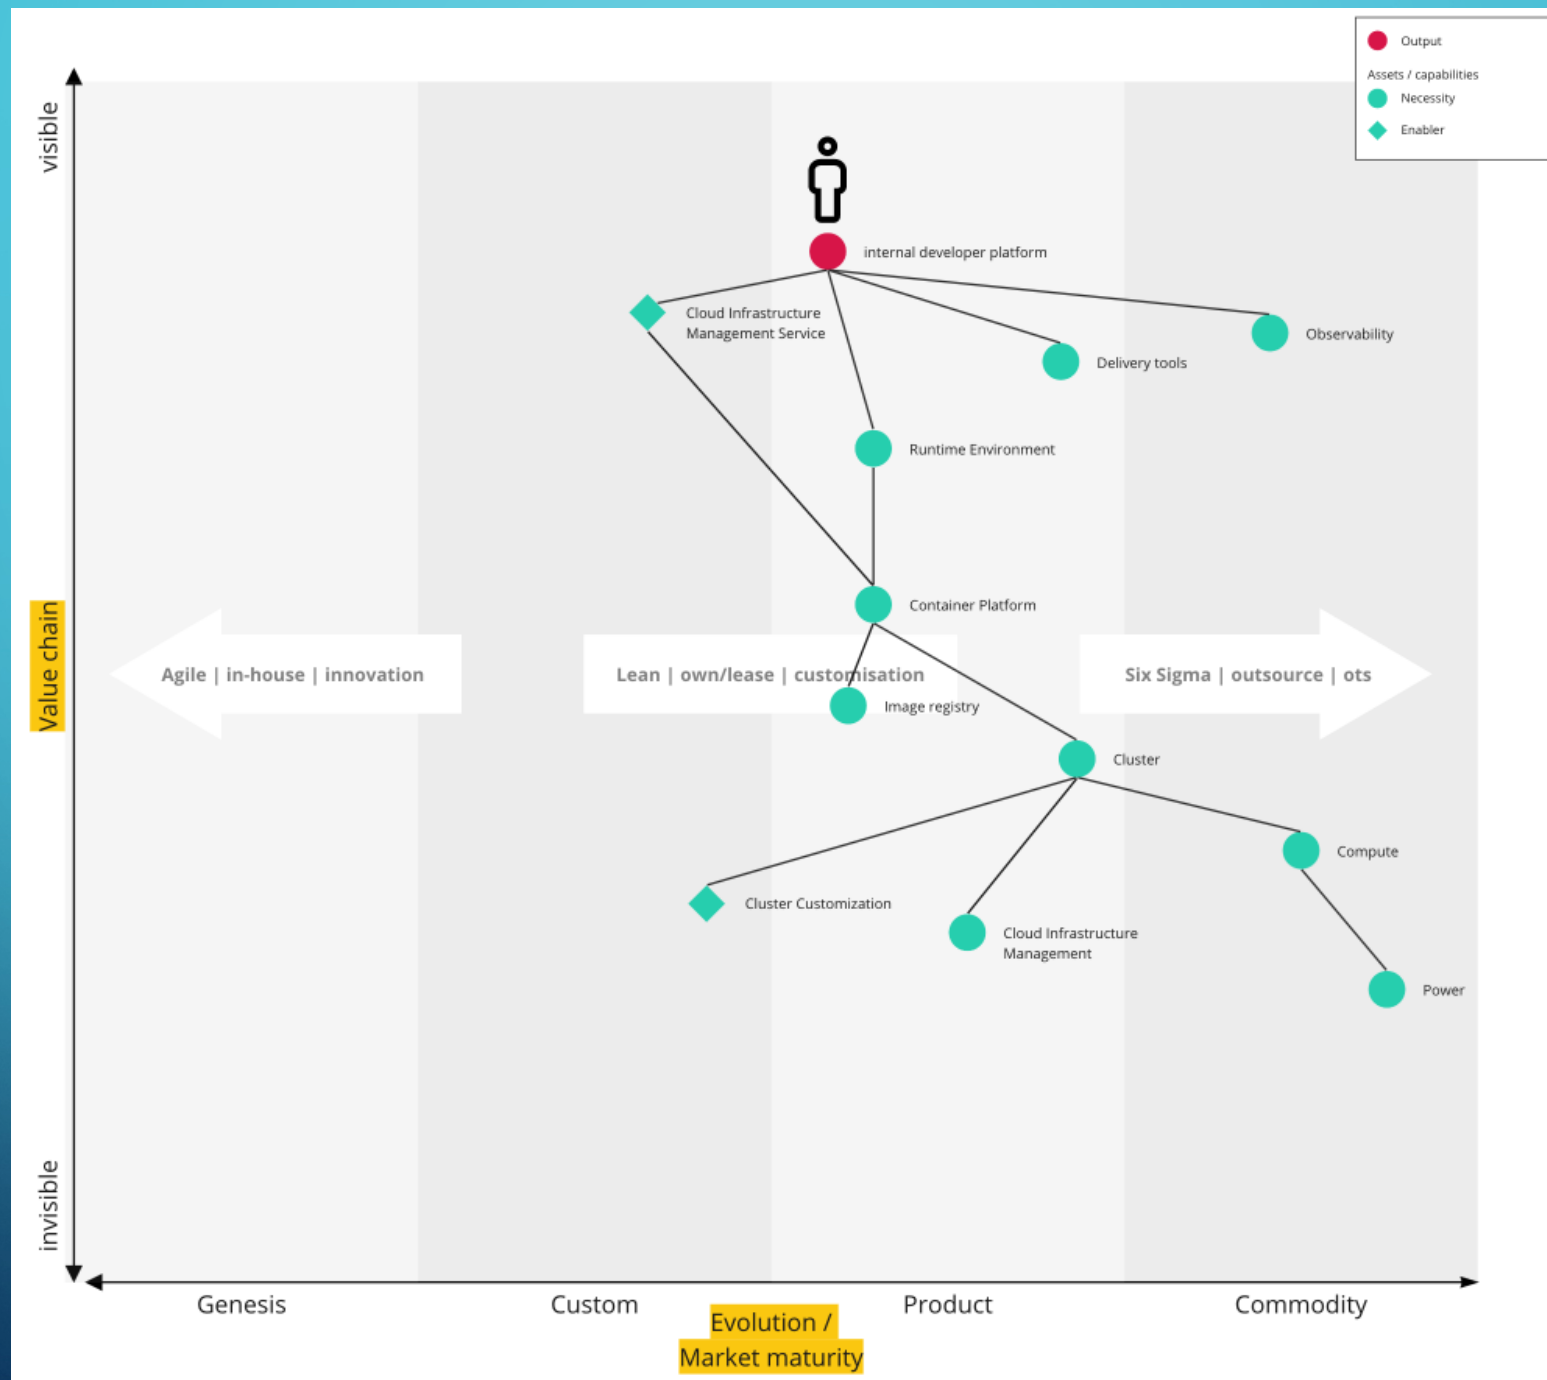 Output
Assets / capabilities
Necessity
Enabler
visible
internal developer platform
Cloud Infrastructure
Management Service
Observability
Delivery tools
Runtime Environment
Container Platform
Value chain
Agile | in-house | innovation
Lean | own/lease | customisation
Six Sigma | outsource | ots
Image registry
Cluster
Compute
Cluster Customization
Cloud Infrastructure
Management
Power
invisible
Genesis
Custom
Product
Commodity
Evolution /
Market maturity